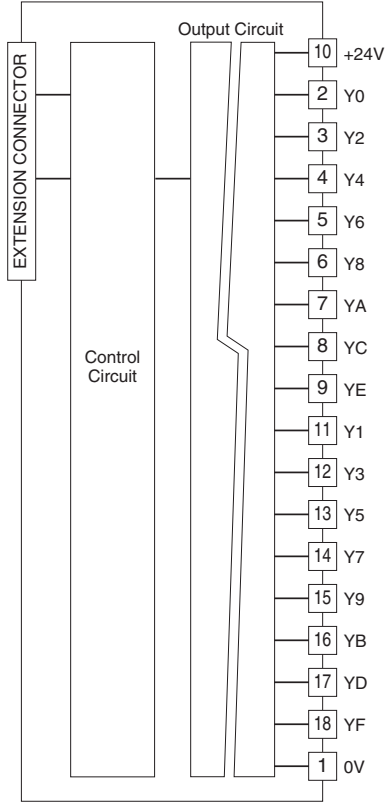 Output Circuit
EXTENSION CONNECTOR
Control
Circuit
10 +24V
2 Y0
3 Y2
4 Y4
5 Y6
6 Y8
7 YA
8 YC
9 YE
11 Y1
12 Y3
13 Y5
14 Y7
15 Y9
16 YB
17 YD
18 YF
1 0V